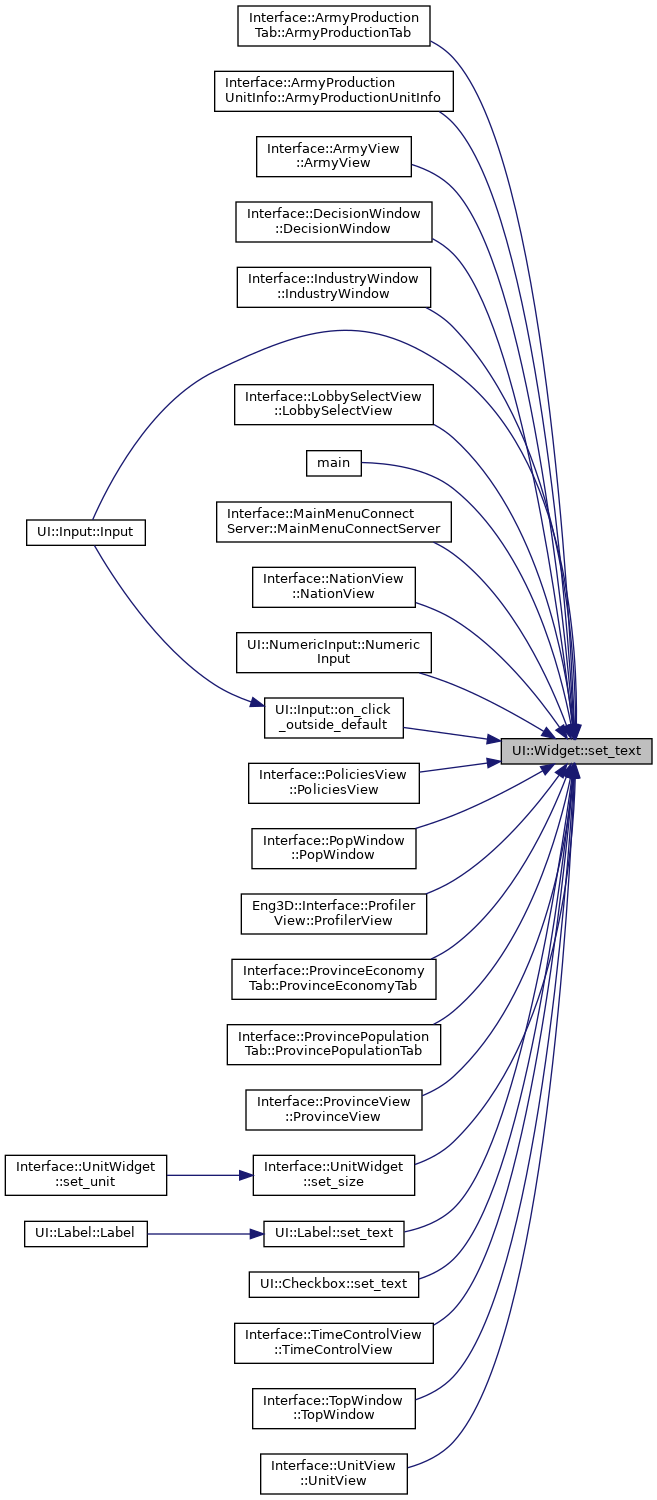 Interface::ArmyProduction
Tab::ArmyProductionTab
Interface::ArmyProduction
UnitInfo::ArmyProductionUnitInfo
Interface::ArmyView
::ArmyView
Interface::DecisionWindow
::DecisionWindow
Interface::IndustryWindow
::IndustryWindow
Interface::LobbySelectView
::LobbySelectView
main
Interface::MainMenuConnect
Server::MainMenuConnectServer
UI::Input::Input
Interface::NationView
::NationView
UI::NumericInput::Numeric
Input
UI::Input::on_click
_outside_default
UI::Widget::set_text
Interface::PoliciesView
::PoliciesView
Interface::PopWindow
::PopWindow
Eng3D::Interface::Profiler
View::ProfilerView
Interface::ProvinceEconomy
Tab::ProvinceEconomyTab
Interface::ProvincePopulation
Tab::ProvincePopulationTab
Interface::ProvinceView
::ProvinceView
Interface::UnitWidget
::set_unit
Interface::UnitWidget
::set_size
UI::Label::Label
UI::Label::set_text
UI::Checkbox::set_text
Interface::TimeControlView
::TimeControlView
Interface::TopWindow
::TopWindow
Interface::UnitView
::UnitView